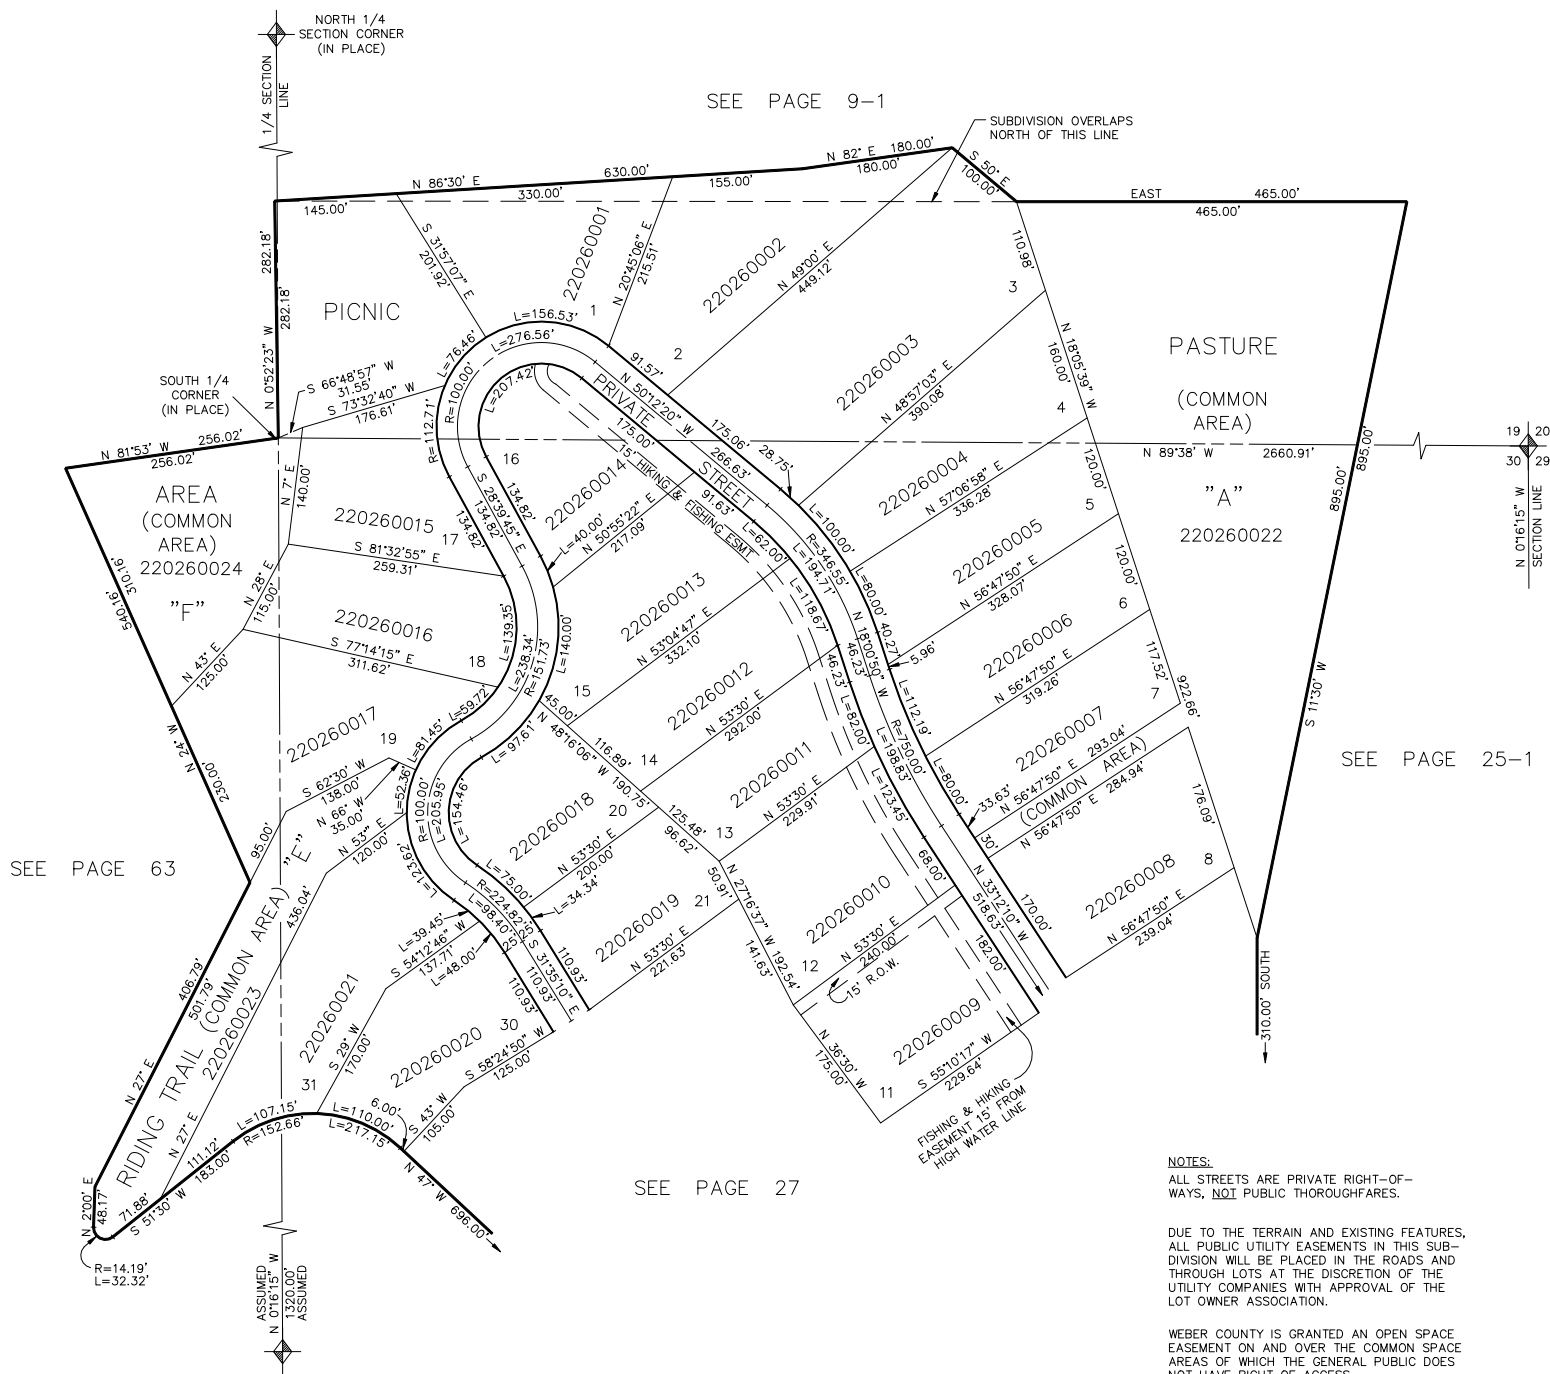 NORTH 1/4
SECTION CORNER
(IN PLACE)
1/4 SECTION
LINE
SEE PAGE 9-1
SUBDIVISION OVERLAPS
NORTH OF THIS LINE
N 86°30' E
630.00'
330.00'
145.00'
155.00'
N 82° E 180.00'
180.00'
S 50° E
100.00'
EAST 465.00'
465.00'
282.18'
282.18'
N 0°52'23" W
S 31°57'07" E
201.92'
220260001
1
N 20°45'06" E
215.51'
220260002
2
N 49°00' E
449.12'
110.98'
3
PICNIC
L=156.53'
L=276.56'
L=76.46'
R=100.00'
L=207.42'
R=112.71'
91.57'
PRIVATE
STREET
N 50°12'20" W
266.63'
175.00'
175.06'
28.75'
15' HIKING & FISHING ESMT
91.63'
220260003
N 48°57'03" E
390.08'
160.00'
N 18°05'39" W
4
PASTURE
(COMMON
AREA)
"A"
220260022
SOUTH 1/4
CORNER
(IN PLACE)
S 66°48'57" W
31.55'
S 73°32'40" W
176.61'
N 81°53' W 256.02'
256.02'
N 89°38' W 2660.91'
19 20
30 29
N 0°16'15" W
SECTION LINE
895.00'
895.00'
S 11°30' W
AREA
(COMMON
AREA)
220260024
"F"
N 7° E
140.00'
16
220260014
220260015
17
S 28°39'45" E
134.82'
134.82'
134.82'
L=40.00'
N 50°55'22" E
217.09'
S 81°32'55" E
259.31'
L=62.00'
L=100.00'
R=346.55'
L=194.71'
L=118.67'
220260004
N 57°06'58" E
336.28'
120.00'
5
220260005
L=80.00'
N 56°47'50" E
328.07'
120.00'
6
310.16'
540.16'
N 28° E
115.00'
N 43° E
125.00'
220260016
S 77°14'15" E
311.62'
18
L=139.35'
L=238.34'
R=151.73'
L=140.00'
220260013
N 53°04'47" E
332.10'
15
40.27'
N 18°00'50" W
46.23'
46.23'
5.96'
220260006
N 56°47'50" E
319.26'
117.52'
7
922.66'
N 24° W
230.00'
220260017
19
L=59.72'
L=81.45'
L=97.61'
45.00'
N 48°16'06" W 190.75'
116.89'
220260012
N 53°30' E
292.00'
14
L=82.00'
L=112.19'
R=750.00'
L=198.83'
L=123.45'
L=80.00'
220260007
N 56°47'50" E 293.04'
(COMMON AREA)
N 56°47'50" E 284.94'
33.63'
30'
SEE PAGE 25-1
S 62°30' W
138.00'
N 66° W
35.00'
95.00'
N 53° E
120.00'
"E"
L=52.36'
R=100.00'
L=205.95'
L=154.46'
L=123.62'
220260018
20
N 53°30' E
200.00'
125.48'
96.62'
220260011
N 53°30' E
229.91'
13
176.09'
8
220260008
N 56°47'50" E
239.04'
SEE PAGE 63
436.04'
406.79'
501.79'
N 27° E
RIDING TRAIL (COMMON AREA)
220260023
N 27° E
L=75.00'
R=224.82'
L=98.40'
L=34.34'
25.25'
L=39.45'
S 54°12'46" W
137.71'
L=48.00'
110.93'
S 31°35'10" E
110.93'
110.93'
220260019
21
N 53°30' E
221.63'
50.91'
N 27°16'37" W 192.54'
141.63'
220260010
N 53°30' E
240.00'
12
15' R.O.W.
68.00'
N 33°12'10" W
518.63'
170.00'
182.00'
310.00' SOUTH
220260021
31
S 29° W
170.00'
220260020
30
S 58°24'50" W
125.00'
S 43° W
105.00'
6.00'
220260009
11
N 36°30' W
175.00'
S 55°10'17" W
229.64'
L=107.15'
R=152.66'
L=110.00'
L=217.15'
111.12'
183.00'
71.88'
S 51°30' W
N 2°00' E
48.17'
R=14.19'
L=32.32'
N 47° W 696.00'
FISHING & HIKING
EASEMENT 15' FROM
HIGH WATER LINE
SEE PAGE 27
ASSUMED
N 0°16'15" W
1320.00'
ASSUMED
NOTES:
ALL STREETS ARE PRIVATE RIGHT-OF-
WAYS, NOT PUBLIC THOROUGHFARES.
DUE TO THE TERRAIN AND EXISTING FEATURES,
ALL PUBLIC UTILITY EASEMENTS IN THIS SUB-
DIVISION WILL BE PLACED IN THE ROADS AND
THROUGH LOTS AT THE DISCRETION OF THE
UTILITY COMPANIES WITH APPROVAL OF THE
LOT OWNER ASSOCIATION.
WEBER COUNTY IS GRANTED AN OPEN SPACE
EASEMENT ON AND OVER THE COMMON SPACE
AREAS OF WHICH THE GENERAL PUBLIC DOES
NOT HAVE RIGHT OF ACCESS